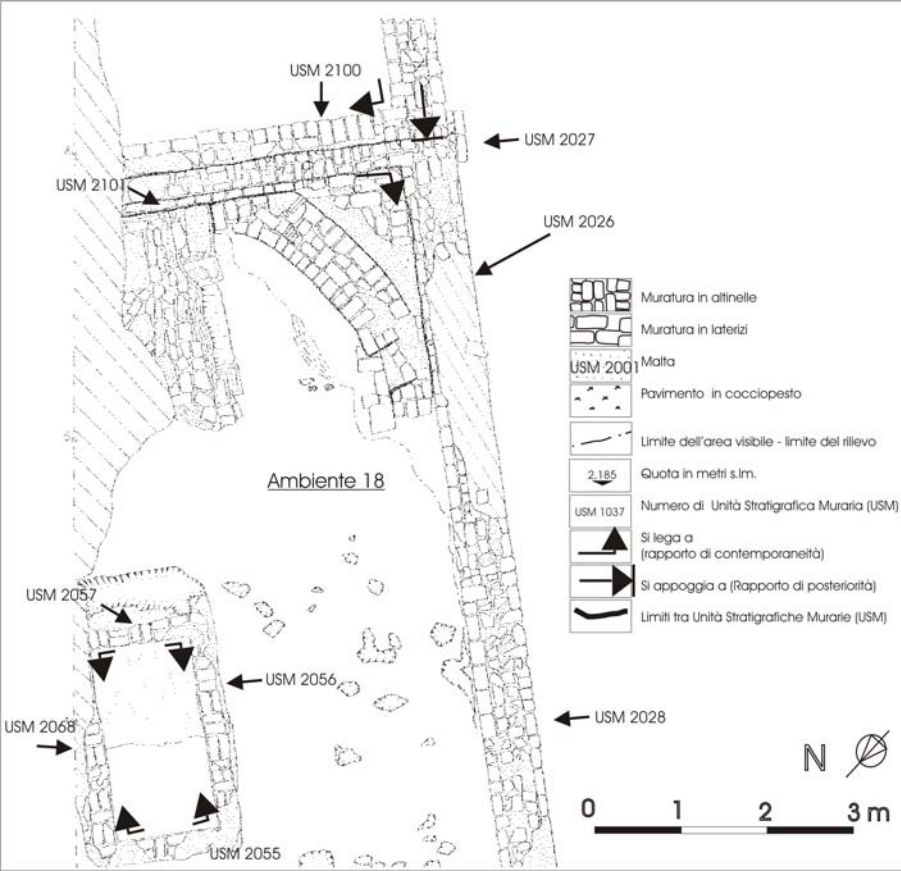 USM 2100
USM 2027
USM 2101
USM 2026
Ambiente 18
USM 2057
USM 2056
USM 2068
USM 2028
USM 2055
Muratura in altinelle
Muratura in laterizi
USM 2001
Malta
Pavimento in cocciopesto
Limite dell'area visibile - limite del rilievo
2,185
Quota in metri s.lm.
USM 1037
Numero di Unità Stratigrafica Muraria (USM)
Si lega a
(rapporto di contemporaneità)
Si appoggia a (Rapporto di posteriorità)
Limiti tra Unità Stratigrafiche Murarie (USM)
N
0 1 2 3 m